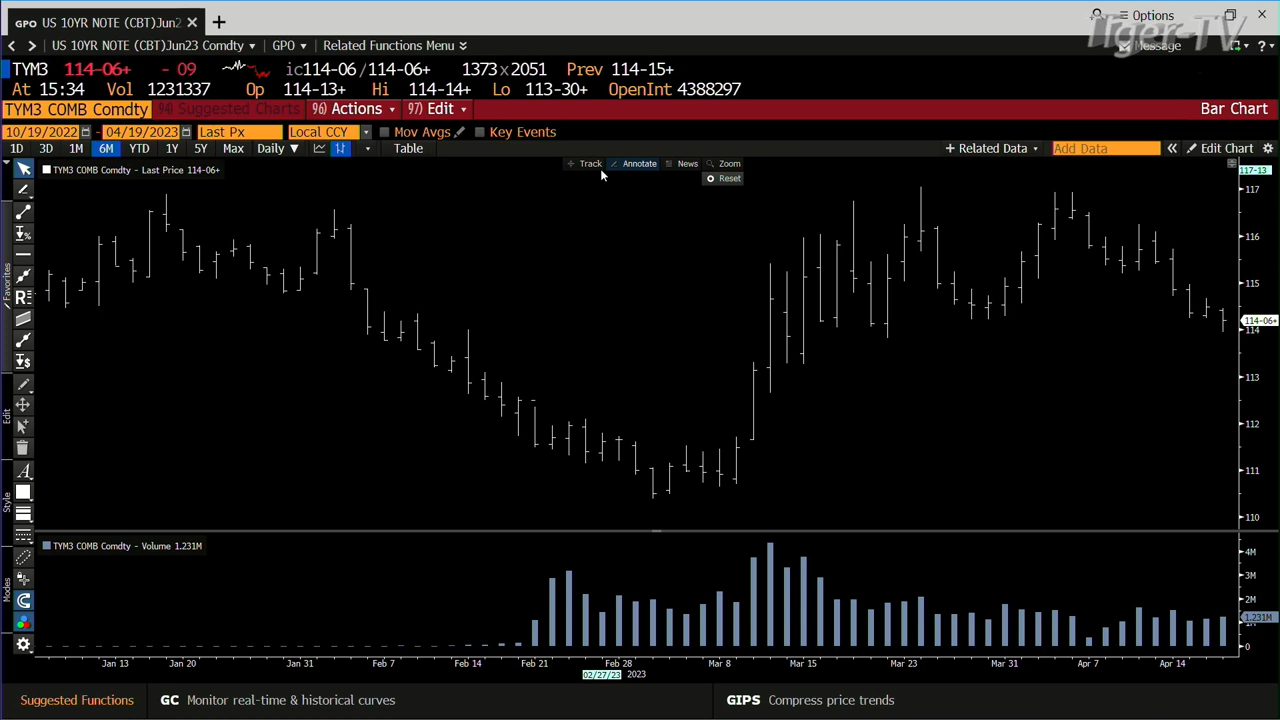 GPO US 10YR NOTE (CBT)Jun2
Options
Tiger-TV
US 10YR NOTE (CBT)Jun23 Comdty GPO Related Functions Menu
Message
?
TYM3 114-06+ - 09 ic114-06/114-06+ 1373x2051 Prev 114-15+
At 15:34 Vol 1231337 Op 114-13+ Hi 114-14+ Lo 113-30+ OpenInt 4388297
TYM3 COMB Comdty 94) Suggested Charts 96) Actions 97) Edit Bar Chart
10/19/2022 - 04/19/2023 Last Px Local CCY Mov Avgs Key Events
1D 3D 1M 6M YTD 1Y 5Y Max Daily ▼ Table + Related Data Add Data « Edit Chart
Track Annotate News Zoom
Reset
TYM3 COMB Comdty - Last Price 114-06+
117-13
117
116
115
114-06+
114
113
112
111
110
Favorites
Edit
Style
Modes
TYM3 COMB Comdty - Volume 1.231M
4M
3M
2M
1.231M
0
Jan 13 Jan 20 Jan 31 Feb 7 Feb 14 Feb 21 Feb 28 Mar 8 Mar 15 Mar 23 Mar 31 Apr 7 Apr 14
02/27/23 2023
Suggested Functions GC Monitor real-time & historical curves GIPS Compress price trends